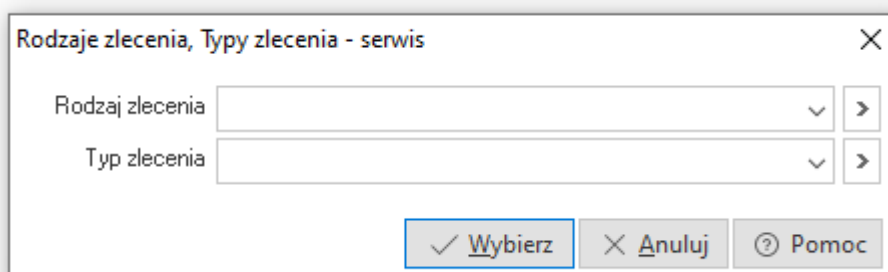 Rodzaje zlecenia, Typy zlecenia - serwis
Rodzaj zlecenia
Typ zlecenia
Wybierz Anuluj Pomoc